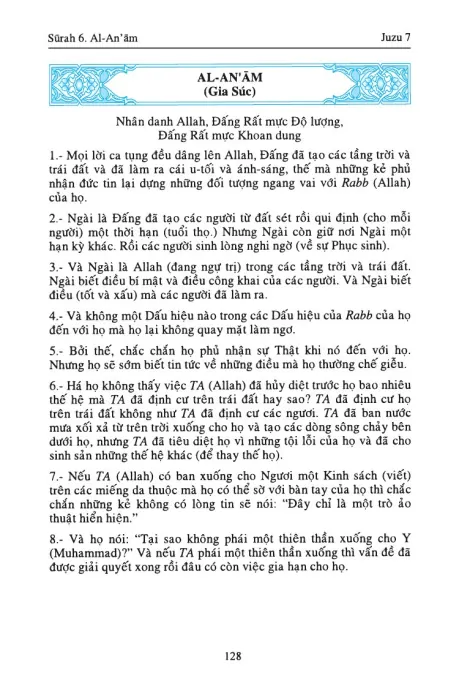 Sūrah 6. Al-An'ām
Juzu 7
AL-AN'ĀM
(Gia Súc)
Nhân danh Allah, Đấng Rất mực Độ lượng,
Đấng Rất mực Khoan dung
1.- Mọi lời ca tụng đều dâng lên Allah, Đấng đã tạo các tầng trời và
trái đất và đã làm ra cái u-tối và ánh-sáng, thế mà những kẻ phủ
nhận đức tin lại dựng những đối tượng ngang vai với Rabb (Allah)
của họ.
2.- Ngài là Đấng đã tạo các người từ đất sét rồi qui định (cho mỗi
người) một thời hạn (tuổi thọ.) Nhưng Ngài còn giữ nơi Ngài một
hạn kỳ khác. Rồi các người sinh lòng nghi ngờ (về sự Phục sinh).
3.- Và Ngài là Allah (đang ngự trị) trong các tầng trời và trái đất.
Ngài biết điều bí mật và điều công khai của các người. Và Ngài biết
điều (tốt và xấu) mà các người đã làm ra.
4.- Và không một Dấu hiệu nào trong các Dấu hiệu của Rabb của họ
đến với họ mà họ lại không quay mặt làm ngơ.
5.- Bởi thế, chắc chắn họ phủ nhận sự Thật khi nó đến với họ.
Nhưng họ sẽ sớm biết tin tức về những điều mà họ thường chế giễu.
6.- Há họ không thấy việc TA (Allah) đã hủy diệt trước họ bao nhiêu
thế hệ mà TA đã định cư trên trái đất hay sao? TA đã định cư họ
trên trái đất không như TA đã định cư các ngươi. TA đã ban nước
mưa xối xả từ trên trời xuống cho họ và tạo các dòng sông chảy bên
dưới họ, nhưng TA đã tiêu diệt họ vì những tội lỗi của họ và đã cho
sinh sản những thế hệ khác (để thay thế họ).
7.- Nếu TA (Allah) có ban xuống cho Ngươi một Kinh sách (viết)
trên các miếng da thuộc mà họ có thể sờ với bàn tay của họ thì chắc
chắn những kẻ không có lòng tin sẽ nói: “Đây chỉ là một trò ảo
thuật hiển hiện.”
8.- Và họ nói: “Tại sao không phái một thiên thần xuống cho Y
(Muhammad)?” Và nếu TA phái một thiên thần xuống thì vấn đề đã
được giải quyết xong rồi đâu có còn việc gia hạn cho họ.
128